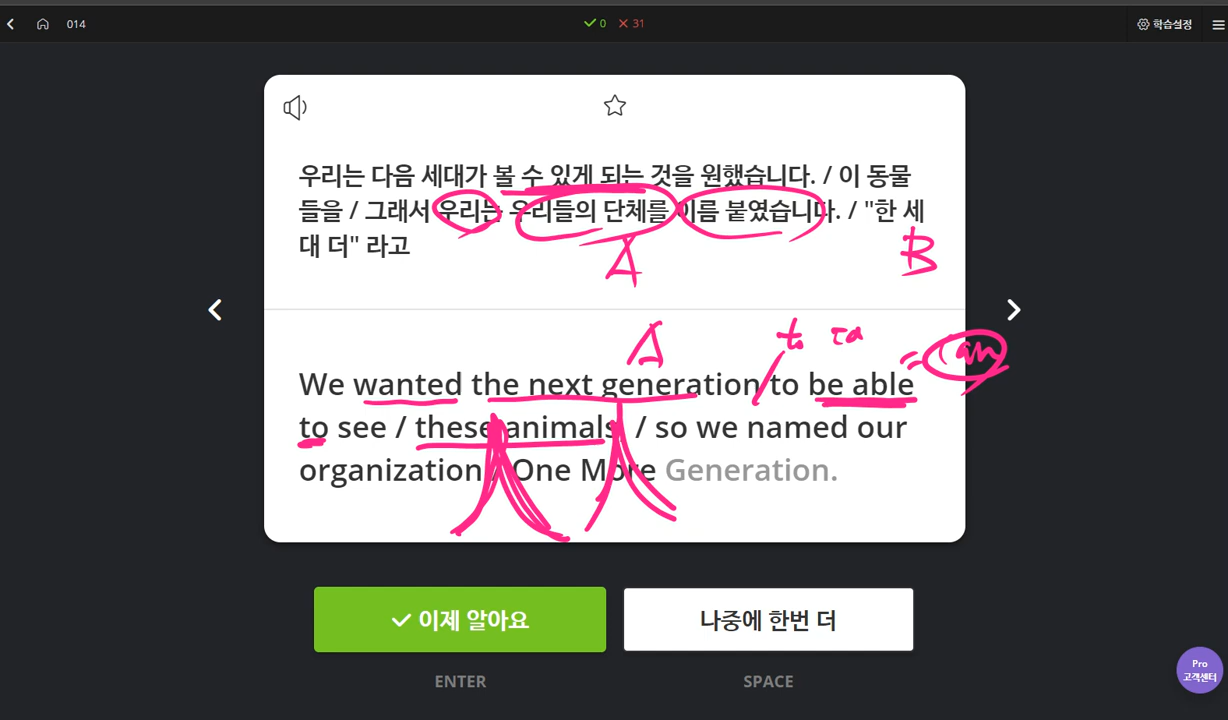 014
0
31
학습설정
우리는 다음 세대가 볼 수 있게 되는 것을 원했습니다. / 이 동물
들을 / 그래서 우리는 우리들의 단체를 이름 붙였습니다. / "한 세
대 더" 라고
A
B
A
to
= can
We wanted the next generation to be able
to see / these animals / so we named our
organization / One More Generation.
이제 알아요
나중에 한번 더
ENTER
SPACE
Pro
고객센터